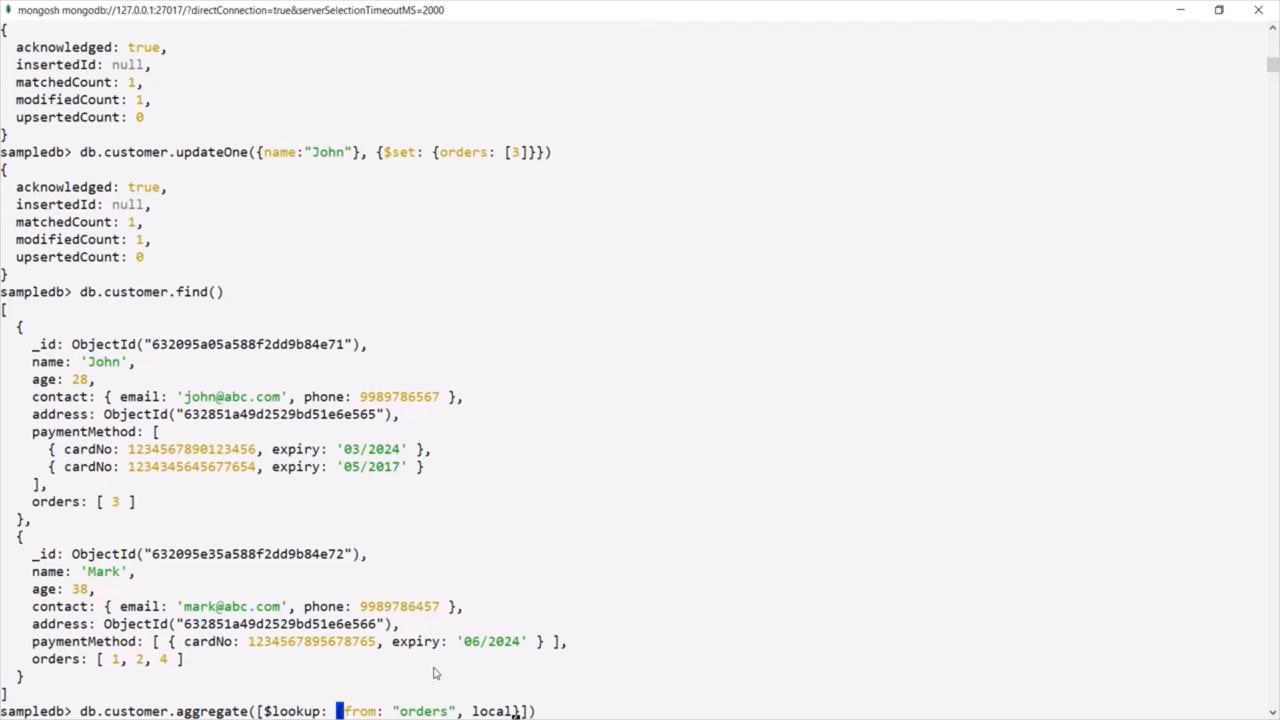 mongosh mongodb://127.0.0.1:27017/?directConnection=true&serverSelectionTimeoutMS=2000
{
acknowledged: true,
insertedId: null,
matchedCount: 1,
modifiedCount: 1,
upsertedCount: 0
}
sampledb> db.customer.updateOne({name:"John"}, {$set: {orders: [3]}})
{
acknowledged: true,
insertedId: null,
matchedCount: 1,
modifiedCount: 1,
upsertedCount: 0
}
sampledb> db.customer.find()
[
{
_id: ObjectId("632095a05a588f2dd9b84e71"),
name: 'John',
age: 28,
contact: { email: 'john@abc.com', phone: 9989786567 },
address: ObjectId("632851a49d2529bd51e6e565"),
paymentMethod: [
{ cardNo: 1234567890123456, expiry: '03/2024' },
{ cardNo: 1234345645677654, expiry: '05/2017' }
],
orders: [ 3 ]
},
{
_id: ObjectId("632095e35a588f2dd9b84e72"),
name: 'Mark',
age: 38,
contact: { email: 'mark@abc.com', phone: 9989786457 },
address: ObjectId("632851a49d2529bd51e6e566"),
paymentMethod: [ { cardNo: 1234567895678765, expiry: '06/2024' } ],
orders: [ 1, 2, 4 ]
}
]
sampledb> db.customer.aggregate([$lookup: {from: "orders", local}])